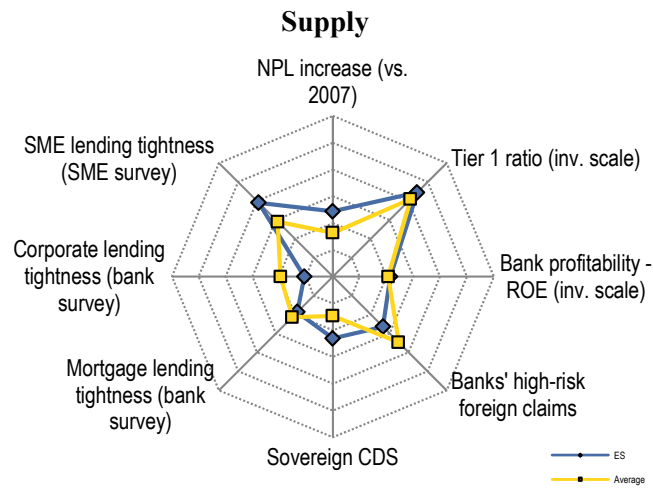 Supply
NPL increase (vs.
2007)
SME lending tightness
(SME survey)
Tier 1 ratio (inv. scale)
Corporate lending
tightness (bank
survey)
Bank profitability -
ROE (inv. scale)
Mortgage lending
tightness (bank
survey)
Banks' high-risk
foreign claims
Sovereign CDS
ES
Average